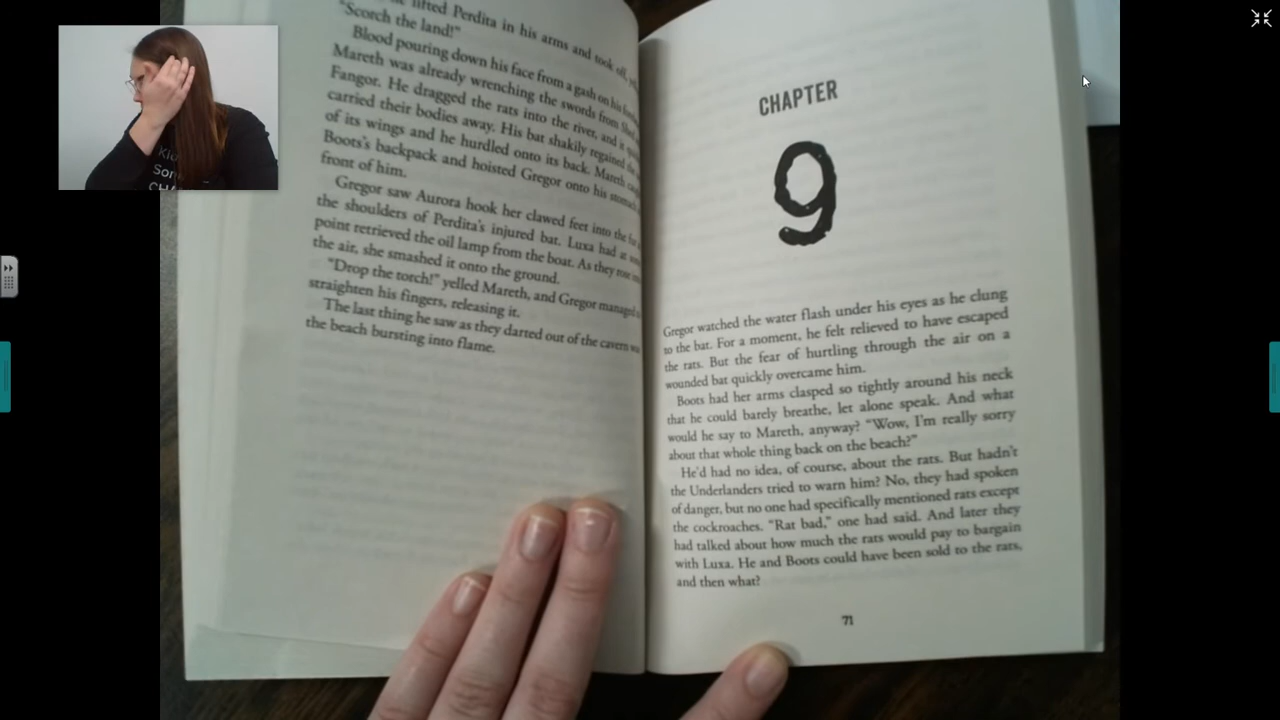 lifted Perdita in his arms and took off,
"Scorch the land!"
Blood pouring down his face from a gash on his
Mareth was already wrenching the swords from
Fangor. He dragged the rats into the river, and it
carried their bodies away. His bat shakily regained
of its wings and he hurdled onto its back. Mareth
Boots's backpack and hoisted Gregor onto his stomach
front of him.
Gregor saw Aurora hook her clawed feet into the
the shoulders of Perdita's injured bat. Luxa had at
point retrieved the oil lamp from the boat. As they rose
the air, she smashed it onto the ground.
"Drop the torch!" yelled Mareth, and Gregor managed
straighten his fingers, releasing it.
The last thing he saw as they darted out of the cavern was
the beach bursting into flame.
CHAPTER
9
Gregor watched the water flash under his eyes as he clung
to the bat. For a moment, he felt relieved to have escaped
the rats. But the fear of hurtling through the air on a
wounded bat quickly overcame him.
Boots had her arms clasped so tightly around his neck
that he could barely breathe, let alone speak. And what
would he say to Mareth, anyway? "Wow, I'm really sorry
about that whole thing back on the beach?"
He'd had no idea, of course, about the rats. But hadn't
the Underlanders tried to warn him? No, they had spoken
of danger, but no one had specifically mentioned rats except
the cockroaches. "Rat bad," one had said. And later they
had talked about how much the rats would pay to bargain
with Luxa. He and Boots could have been sold to the rats,
and then what?
71